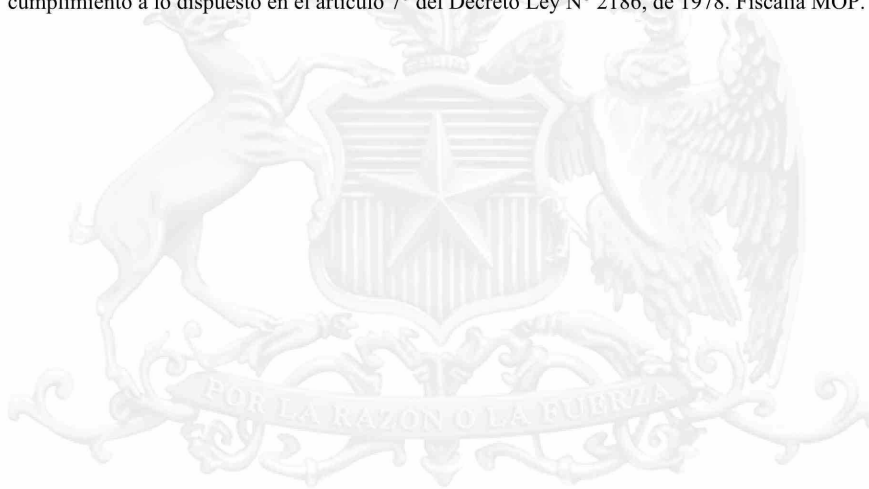 cumplimiento a lo dispuesto en el artículo 7° del Decreto Ley N° 2186, de 1978. Fiscalía MOP.
POR LA RAZÓN O LA FUERZA